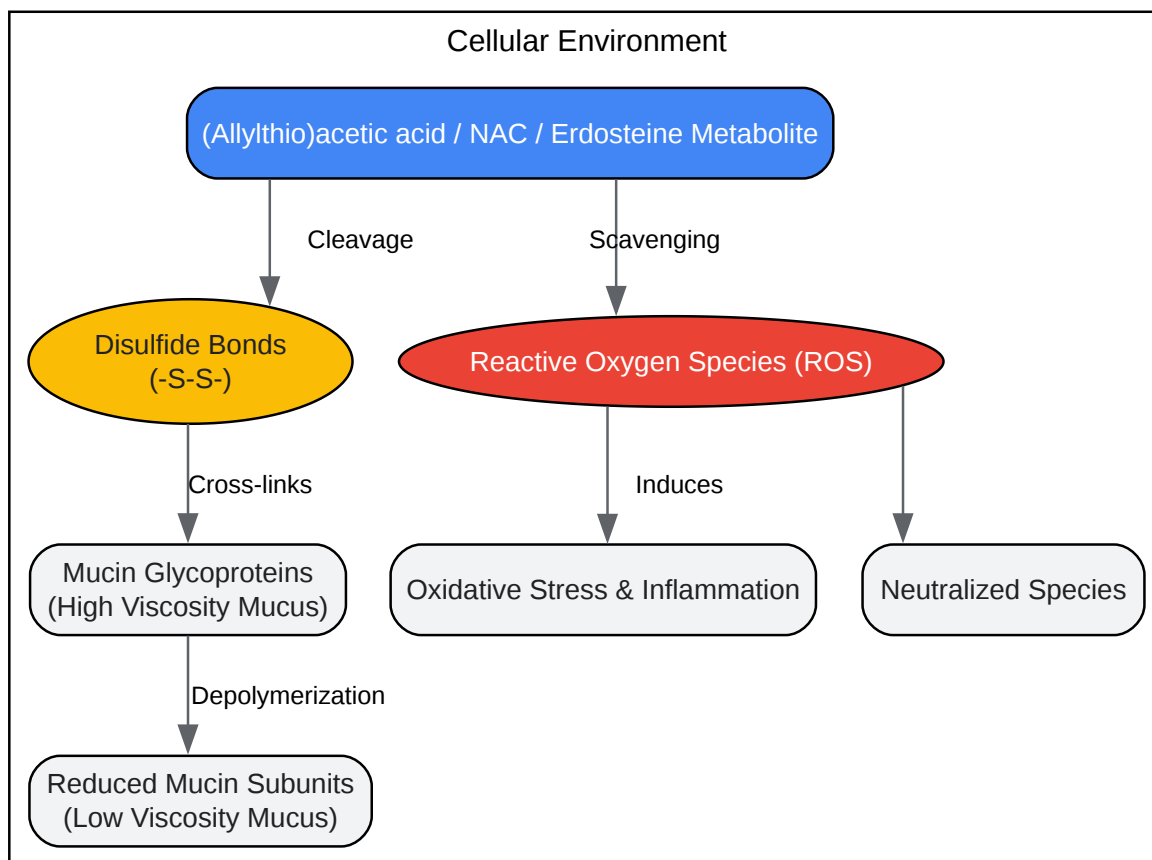 Cellular Environment
(Allylthio)acetic acid / NAC / Erdosteine Metabolite
Cleavage
Scavenging
Disulfide Bonds
(-S-S-)
Reactive Oxygen Species (ROS)
Cross-links
Induces
Mucin Glycoproteins
(High Viscosity Mucus)
Oxidative Stress & Inflammation
Neutralized Species
Depolymerization
Reduced Mucin Subunits
(Low Viscosity Mucus)